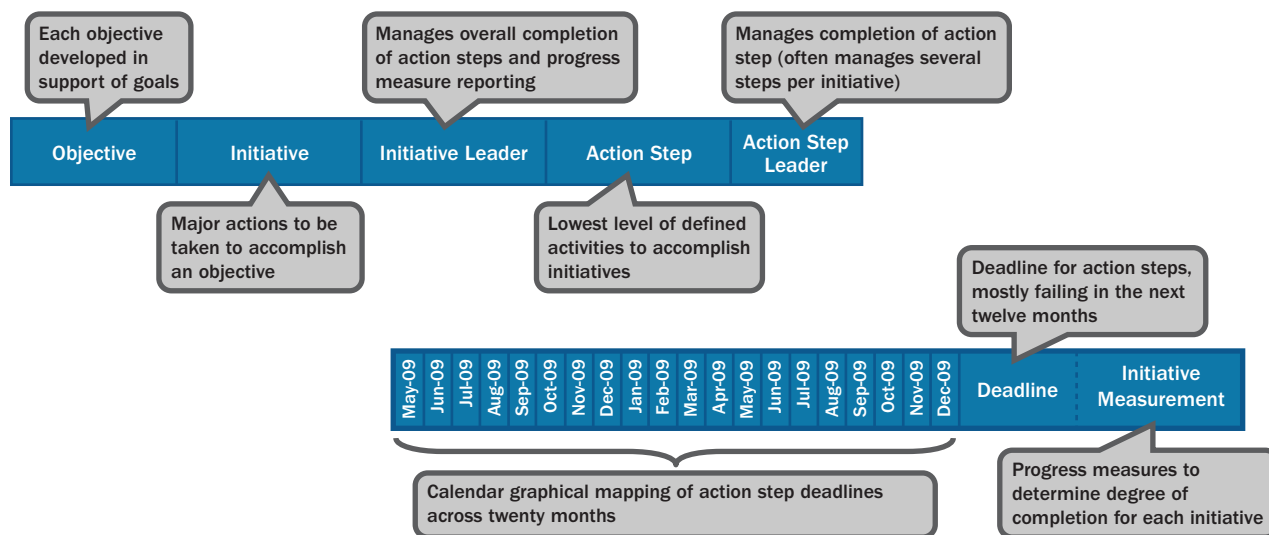 Each objective
developed in
support of goals
Manages overall completion
of action steps and progress
measure reporting
Manages completion of action
step (often manages several
steps per initiative)
Objective
Initiative
Initiative Leader
Action Step
Action Step
Leader
Major actions to be
taken to accomplish
an objective
Lowest level of defined
activities to accomplish
initiatives
Deadline for action steps,
mostly failing in the next
twelve months
May-09
Jun-09
Jul-09
Aug-09
Sep-09
Oct-09
Nov-09
Dec-09
Jan-09
Feb-09
Mar-09
Apr-09
May-09
Jun-09
Jul-09
Aug-09
Sep-09
Oct-09
Nov-09
Dec-09
Deadline
Initiative
Measurement
Calendar graphical mapping of action step deadlines
across twenty months
Progress measures to
determine degree of
completion for each initiative